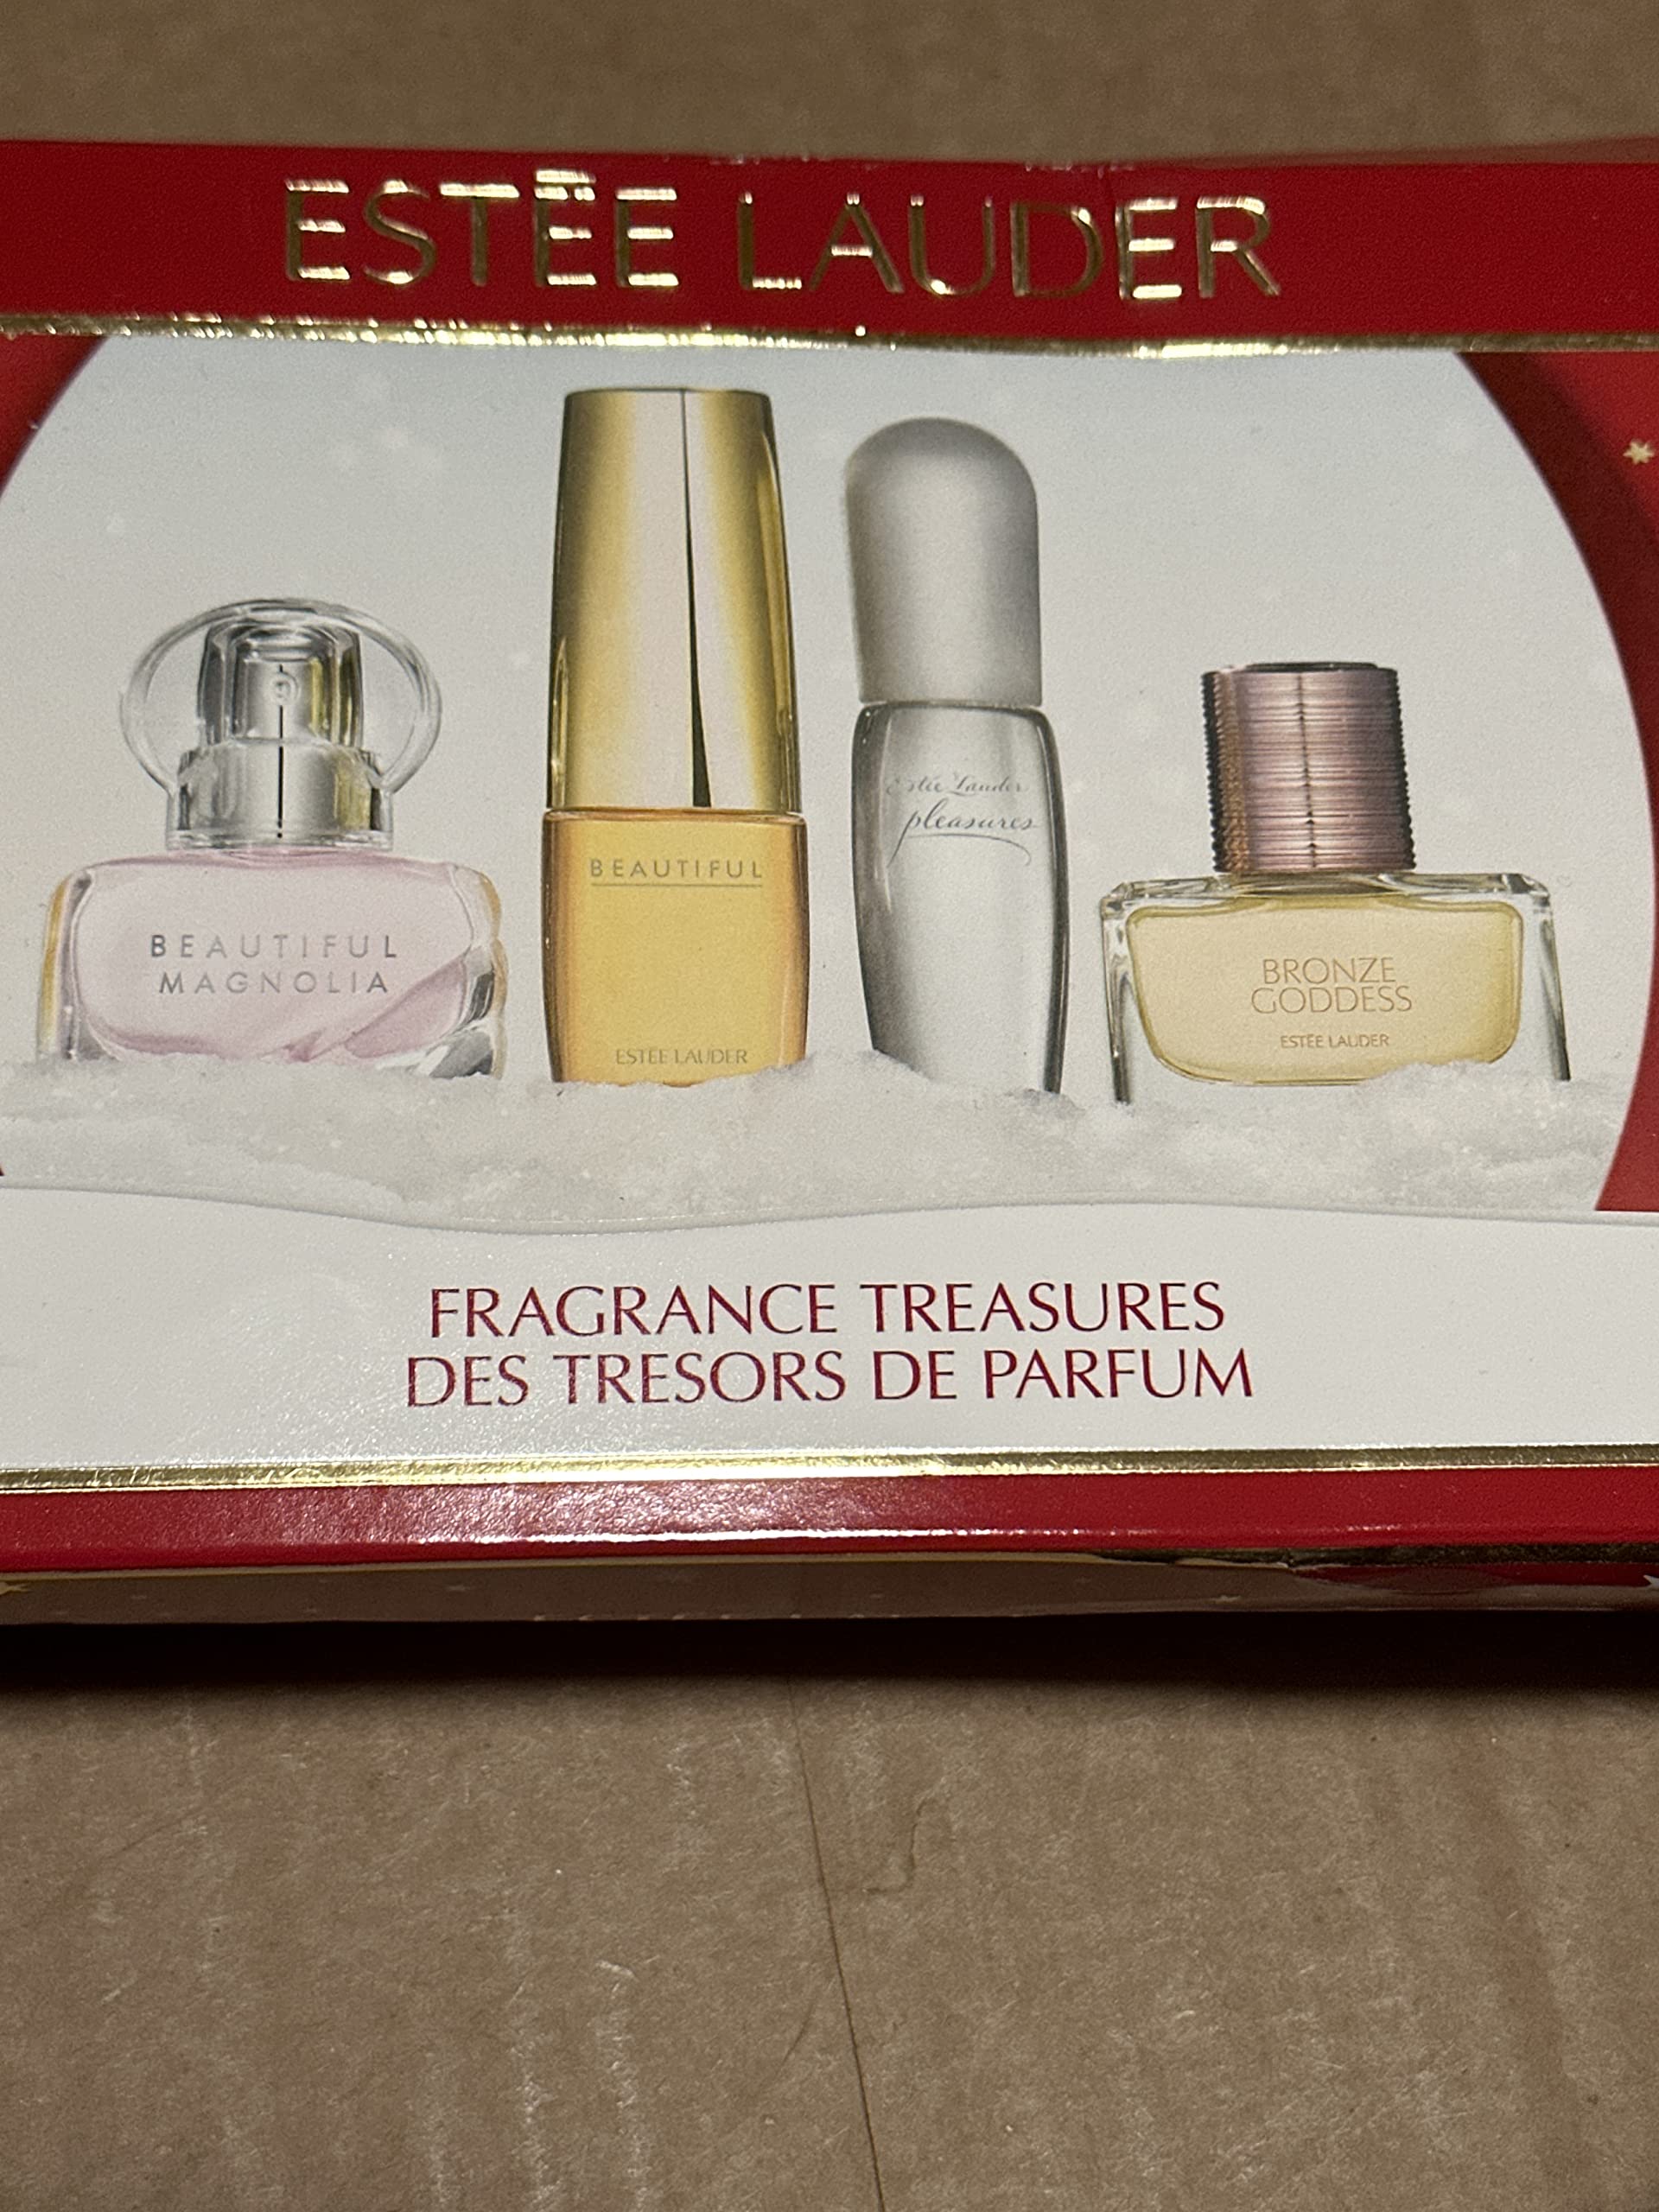 ESTĒE LAUDER
BEAUTIFUL
MAGNOLIA
BEAUTIFUL
ESTĒE LAUDER
Estēe Lauder
pleasures
BRONZE
GODDESS
ESTĒE LAUDER
FRAGRANCE TREASURES
DES TRESORS DE PARFUM